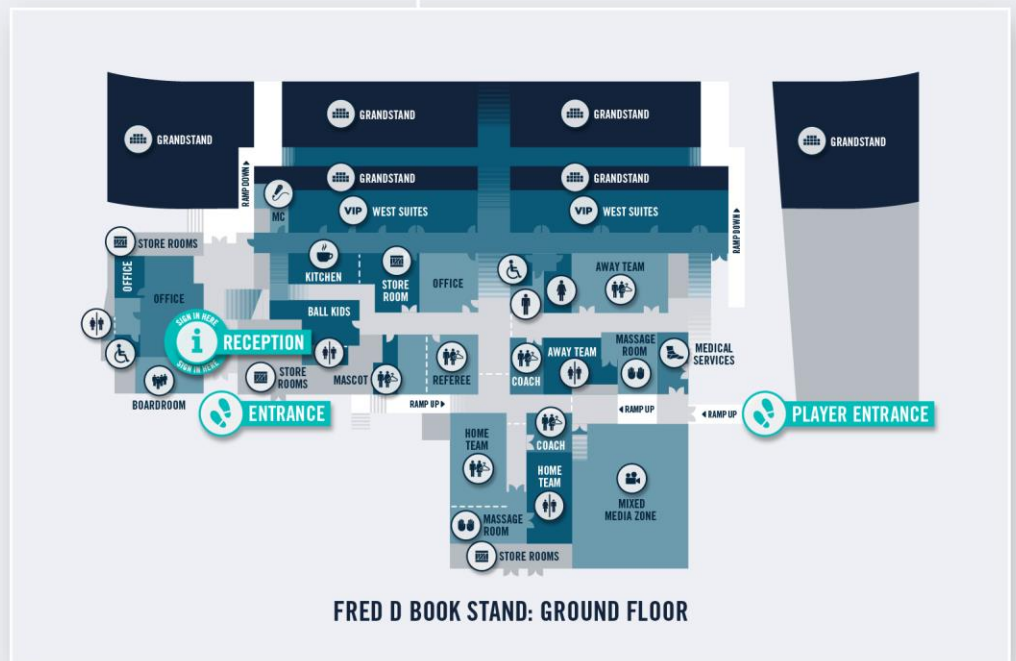 GRANDSTAND
GRANDSTAND
GRANDSTAND
GRANDSTAND
GRANDSTAND
GRANDSTAND
RAMP DOWN
MC
VIP WEST SUITES
VIP WEST SUITES
RAMP DOWN
STORE ROOMS
OFFICE
OFFICE
KITCHEN
STORE
ROOM
OFFICE
AWAY TEAM
BALL KIDS
SIGN IN HERE
i RECEPTION
SIGN IN HERE
STORE
ROOMS
MASCOT
REFEREE
COACH
AWAY TEAM
MASSAGE
ROOM
MEDICAL
SERVICES
BOARDROOM
ENTRANCE
RAMP UP
RAMP UP
RAMP UP
PLAYER ENTRANCE
HOME
TEAM
COACH
HOME
TEAM
MIXED
MEDIA ZONE
MASSAGE
ROOM
STORE ROOMS
FRED D BOOK STAND: GROUND FLOOR